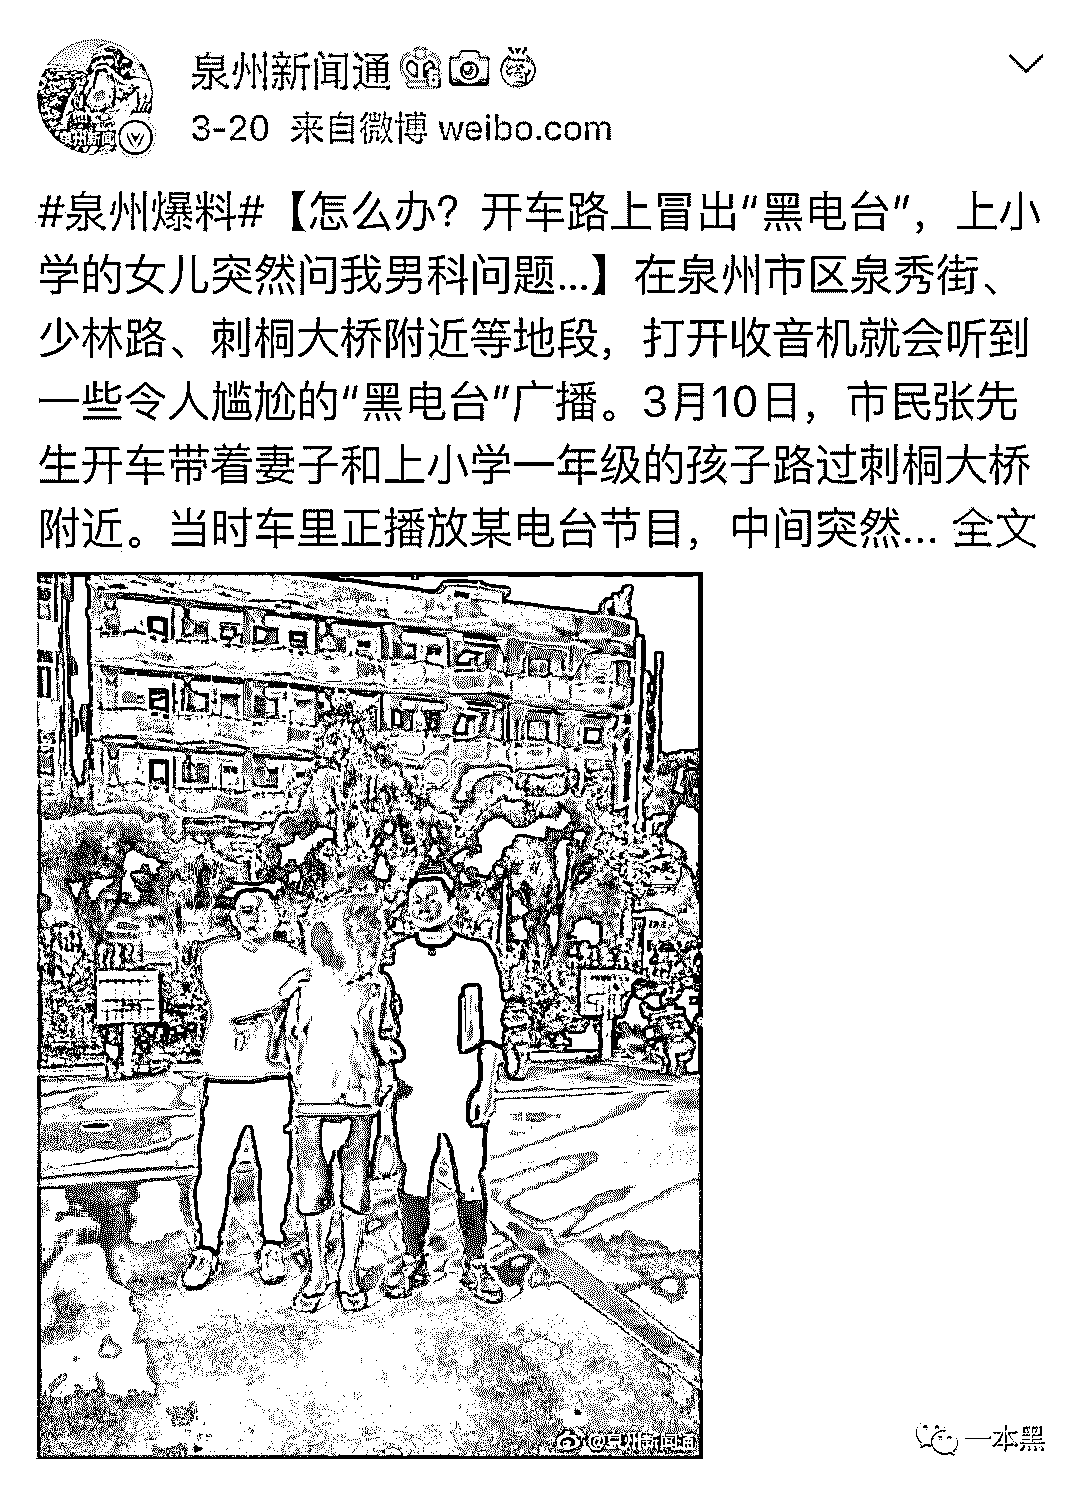 泉州新闻通
3-20 来自微博 weibo.com
#泉州爆料#【怎么办？开车路上冒出“黑电台”，上小
学的女儿突然问我男科问题...】在泉州市区泉秀街、
少林路、刺桐大桥附近等地段，打开收音机就会听到
一些令人尴尬的“黑电台”广播。3月10日，市民张先
生开车带着妻子和上小学一年级的孩子路过刺桐大桥
附近。当时车里正播放某电台节目，中间突然... 全文
@泉州新闻通
一本黑